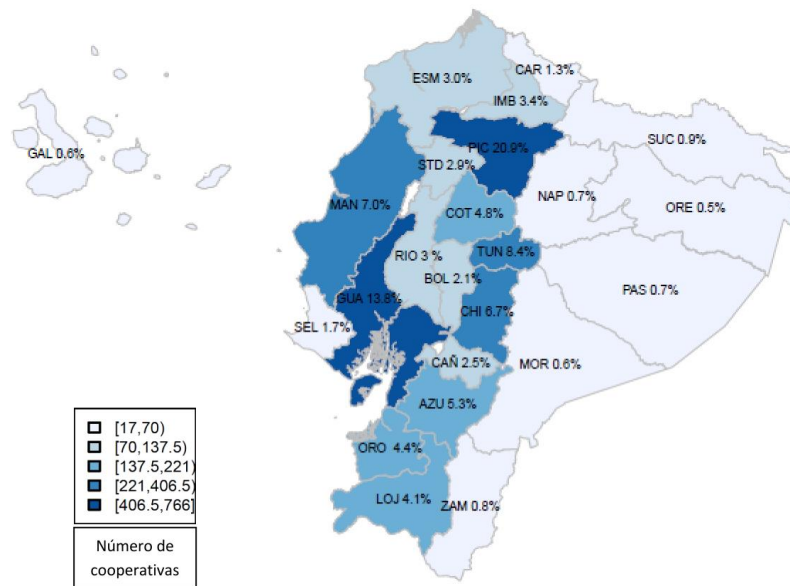 CAR 1.3%
ESM 3.0%
IMB 3.4%
SUC 0.9%
PIC 20.9%
GAL 0.6%
STD 2.9%
NAP 0.7%
MAN 7.0%
ORE 0.5%
COT 4.8%
TUN 8.4%
RIO 3 %
BOL 2.1%
PAS 0.7%
GUA 13.8%
CHI 6.7%
SEL 1.7%
CAÑ 2.5%
MOR 0.6%
AZU 5.3%
ORO 4.4%
LOJ 4.1%
ZAM 0.8%
[17,70)
[70,137.5)
[137.5,221)
[221,406.5)
[406.5,766]
Número de
cooperativas